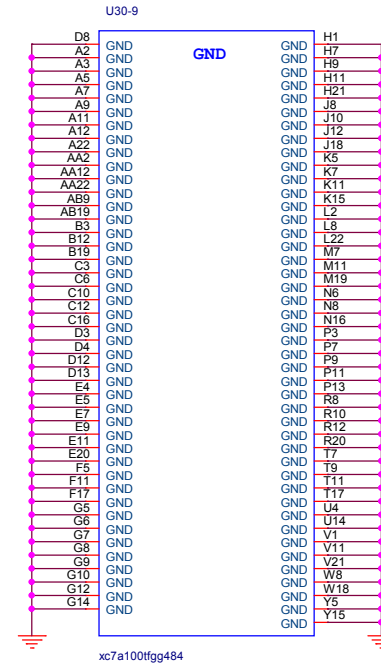 U30-9
GND
D8 GND GND H1
A2 GND GND H7
A3 GND GND H9
A5 GND GND H11
A7 GND GND H21
A9 GND GND J8
A11 GND GND J10
A12 GND GND J12
A22 GND GND J18
AA2 GND GND K5
AA12 GND GND K7
AA22 GND GND K11
AB9 GND GND K15
AB19 GND GND L2
B3 GND GND L8
B12 GND GND L22
B19 GND GND M7
C3 GND GND M11
C6 GND GND M19
C10 GND GND N6
C12 GND GND N8
C16 GND GND N16
D3 GND GND P3
D4 GND GND P7
D12 GND GND P9
D13 GND GND P11
E4 GND GND P13
E5 GND GND R8
E7 GND GND R10
E9 GND GND R12
E11 GND GND R20
E20 GND GND T7
F5 GND GND T9
F11 GND GND T11
F17 GND GND T17
G5 GND GND U4
G6 GND GND U14
G7 GND GND V1
G8 GND GND V11
G9 GND GND V21
G10 GND GND W8
G12 GND GND W18
G14 GND GND Y5
GND Y15
xc7a100tfgg484